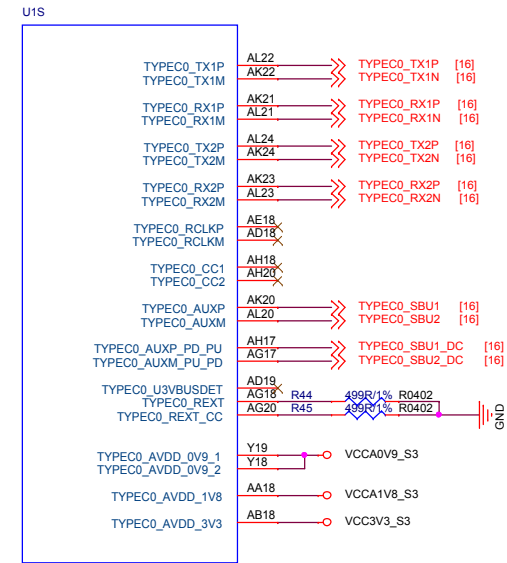 U1S
TYPEC0_TX1P AL22 TYPEC0_TX1P [16]
TYPEC0_TX1M AK22 TYPEC0_TX1N [16]
TYPEC0_RX1P AK21 TYPEC0_RX1P [16]
TYPEC0_RX1M AL21 TYPEC0_RX1N [16]
TYPEC0_TX2P AL24 TYPEC0_TX2P [16]
TYPEC0_TX2M AK24 TYPEC0_TX2N [16]
TYPEC0_RX2P AK23 TYPEC0_RX2P [16]
TYPEC0_RX2M AL23 TYPEC0_RX2N [16]
TYPEC0_RCLKP AE18
TYPEC0_RCLKM AD18
TYPEC0_CC1 AH18
TYPEC0_CC2 AH20
TYPEC0_AUXP AK20 TYPEC0_SBU1 [16]
TYPEC0_AUXM AL20 TYPEC0_SBU2 [16]
TYPEC0_AUXP_PD_PU AH17 TYPEC0_SBU1_DC [16]
TYPEC0_AUXM_PU_PD AG17 TYPEC0_SBU2_DC [16]
TYPEC0_U3VBUSDET AD19
TYPEC0_REXT AG18 R44 499R/1% R0402
TYPEC0_REXT_CC AG20 R45 499R/1% R0402
GND
TYPEC0_AVDD_0V9_1 Y19 VCCA0V9_S3
TYPEC0_AVDD_0V9_2 Y18
TYPEC0_AVDD_1V8 AA18 VCCA1V8_S3
TYPEC0_AVDD_3V3 AB18 VCC3V3_S3